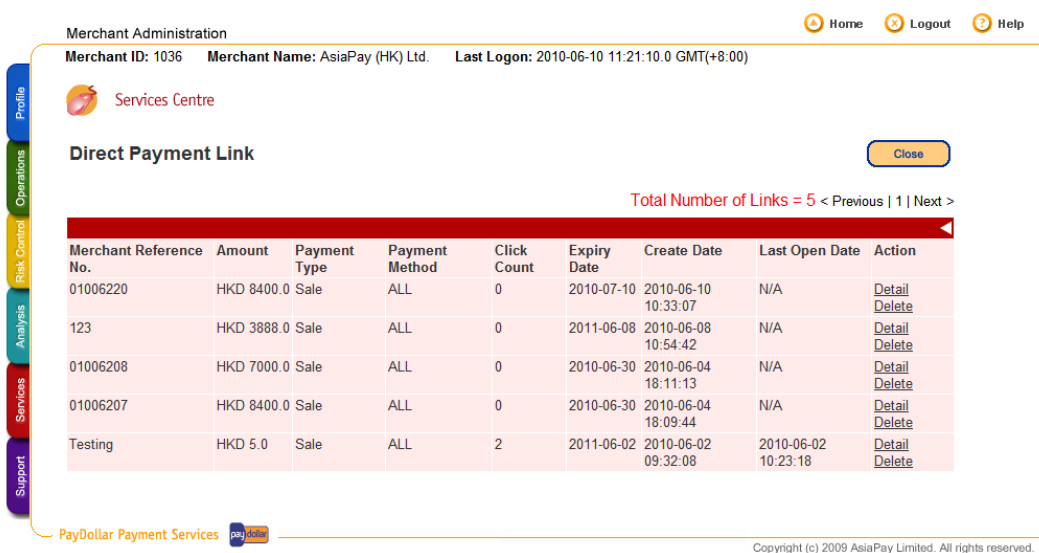 Home Logout Help
Merchant Administration
Merchant ID: 1036 Merchant Name: AsiaPay (HK) Ltd. Last Logon: 2010-06-10 11:21:10.0 GMT(+8:00)
Profile
Operations
Risk Control
Analysis
Services
Support
Services Centre
Direct Payment Link
Close
Total Number of Links = 5 < Previous | 1 | Next >
Merchant Reference No. Amount Payment Type Payment Method Click Count Expiry Date Create Date Last Open Date Action
01006220 HKD 8400.0 Sale ALL 0 2010-07-10 2010-06-10 10:33:07 N/A Detail Delete
123 HKD 3888.0 Sale ALL 0 2011-06-08 2010-06-08 10:54:42 N/A Detail Delete
01006208 HKD 7000.0 Sale ALL 0 2010-06-30 2010-06-04 18:11:13 N/A Detail Delete
01006207 HKD 8400.0 Sale ALL 0 2010-06-30 2010-06-04 18:09:44 N/A Detail Delete
Testing HKD 5.0 Sale ALL 2 2011-06-02 2010-06-02 09:32:08 2010-06-02 10:23:18 Detail Delete
PayDollar Payment Services paydollar
Copyright (c) 2009 AsiaPay Limited. All rights reserved.